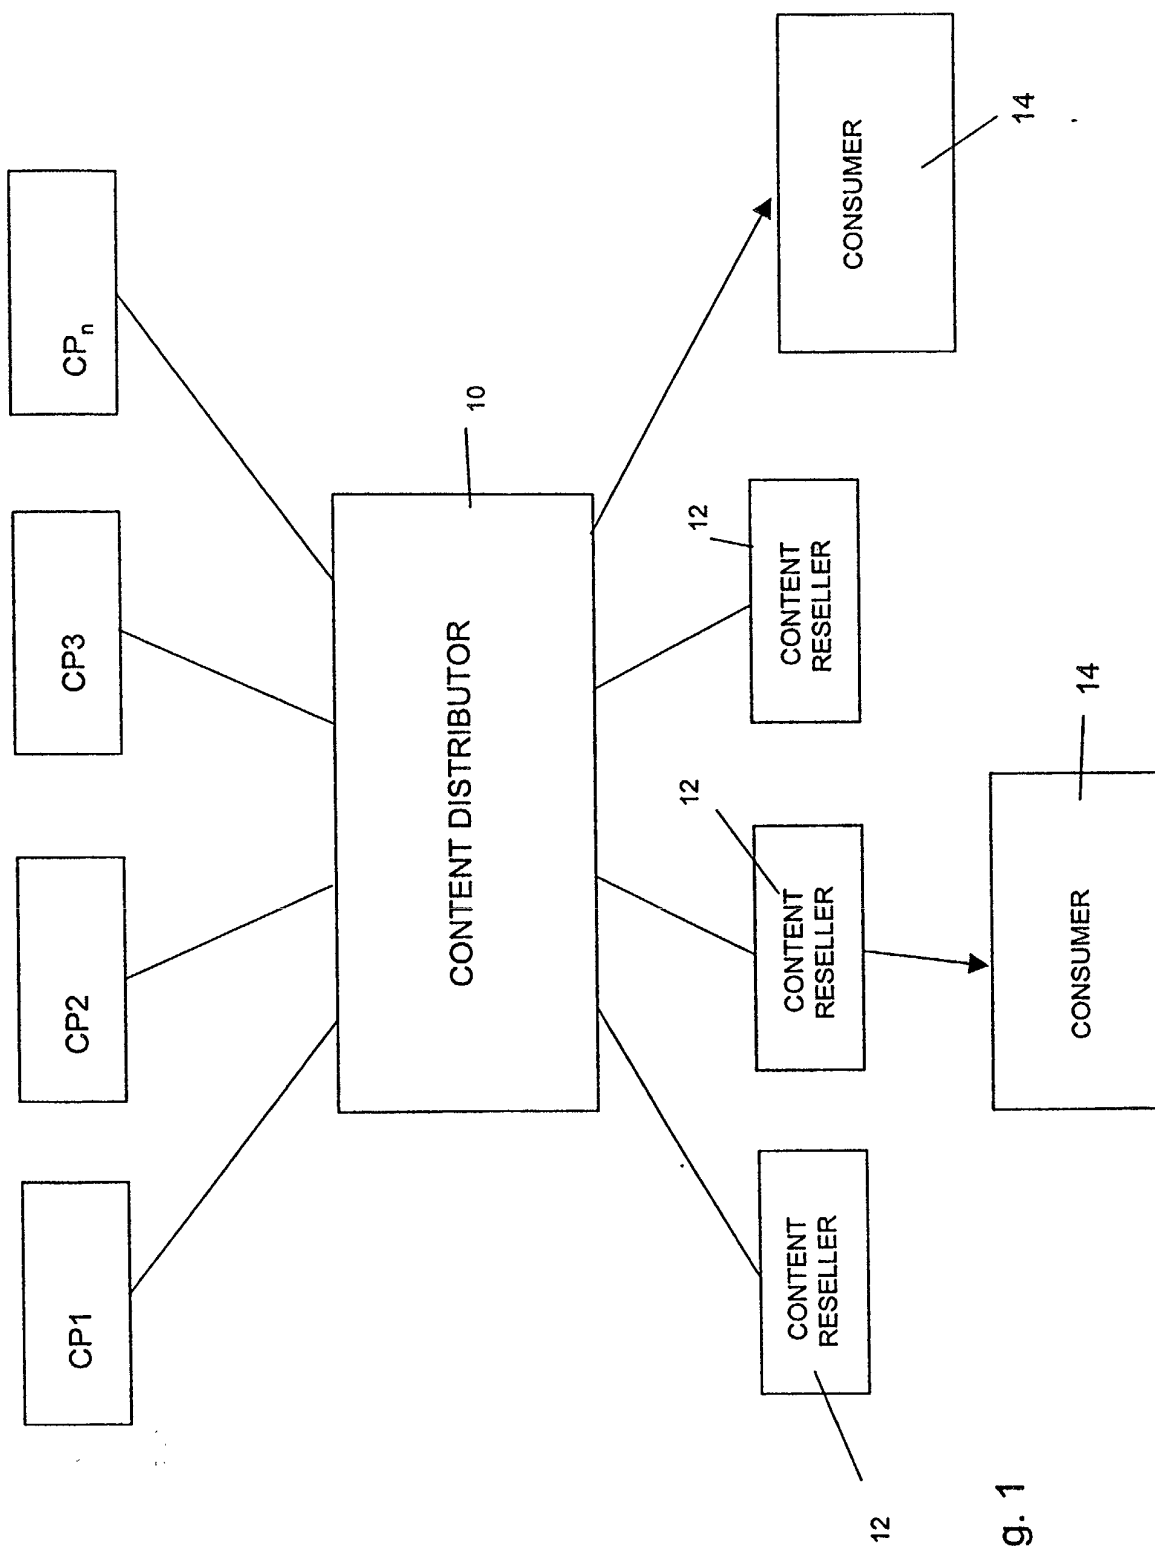 CP1
CP2
CP3
CPn
CONTENT DISTRIBUTOR
10
CONTENT
RESELLER
12
CONTENT
RESELLER
12
CONTENT
RESELLER
12
CONSUMER
14
CONSUMER
14
g. 1